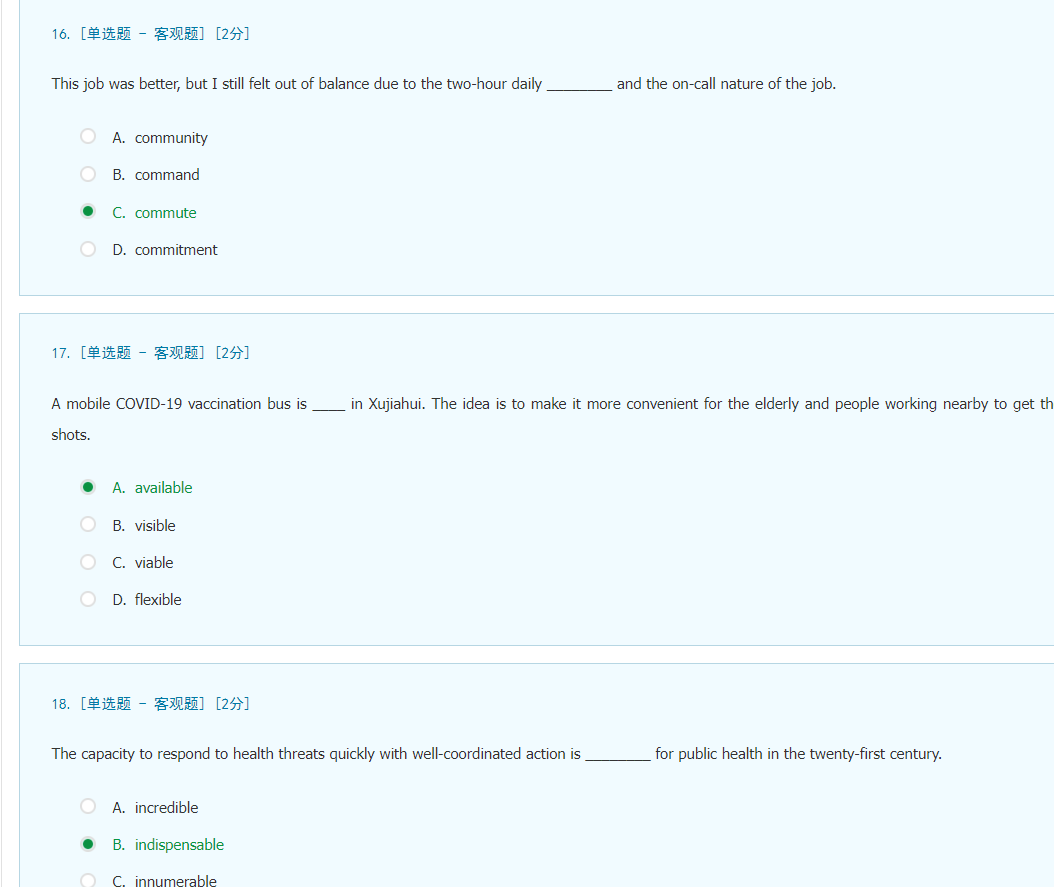 16. [单选题 - 客观题] [2分]
This job was better, but I still felt out of balance due to the two-hour daily ________ and the on-call nature of the job.
A. community
B. command
C. commute
D. commitment
17. [单选题 - 客观题] [2分]
A mobile COVID-19 vaccination bus is ____ in Xujiahui. The idea is to make it more convenient for the elderly and people working nearby to get th
shots.
A. available
B. visible
C. viable
D. flexible
18. [单选题 - 客观题] [2分]
The capacity to respond to health threats quickly with well-coordinated action is ________ for public health in the twenty-first century.
A. incredible
B. indispensable
C. innumerable